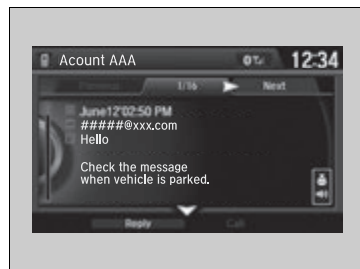 Acount AAA
12:34
Previous
1/16
Next
June12'02:50 PM
#####@xxx.com
Hello
Check the message
when vehicle is parked.
Reply
Call